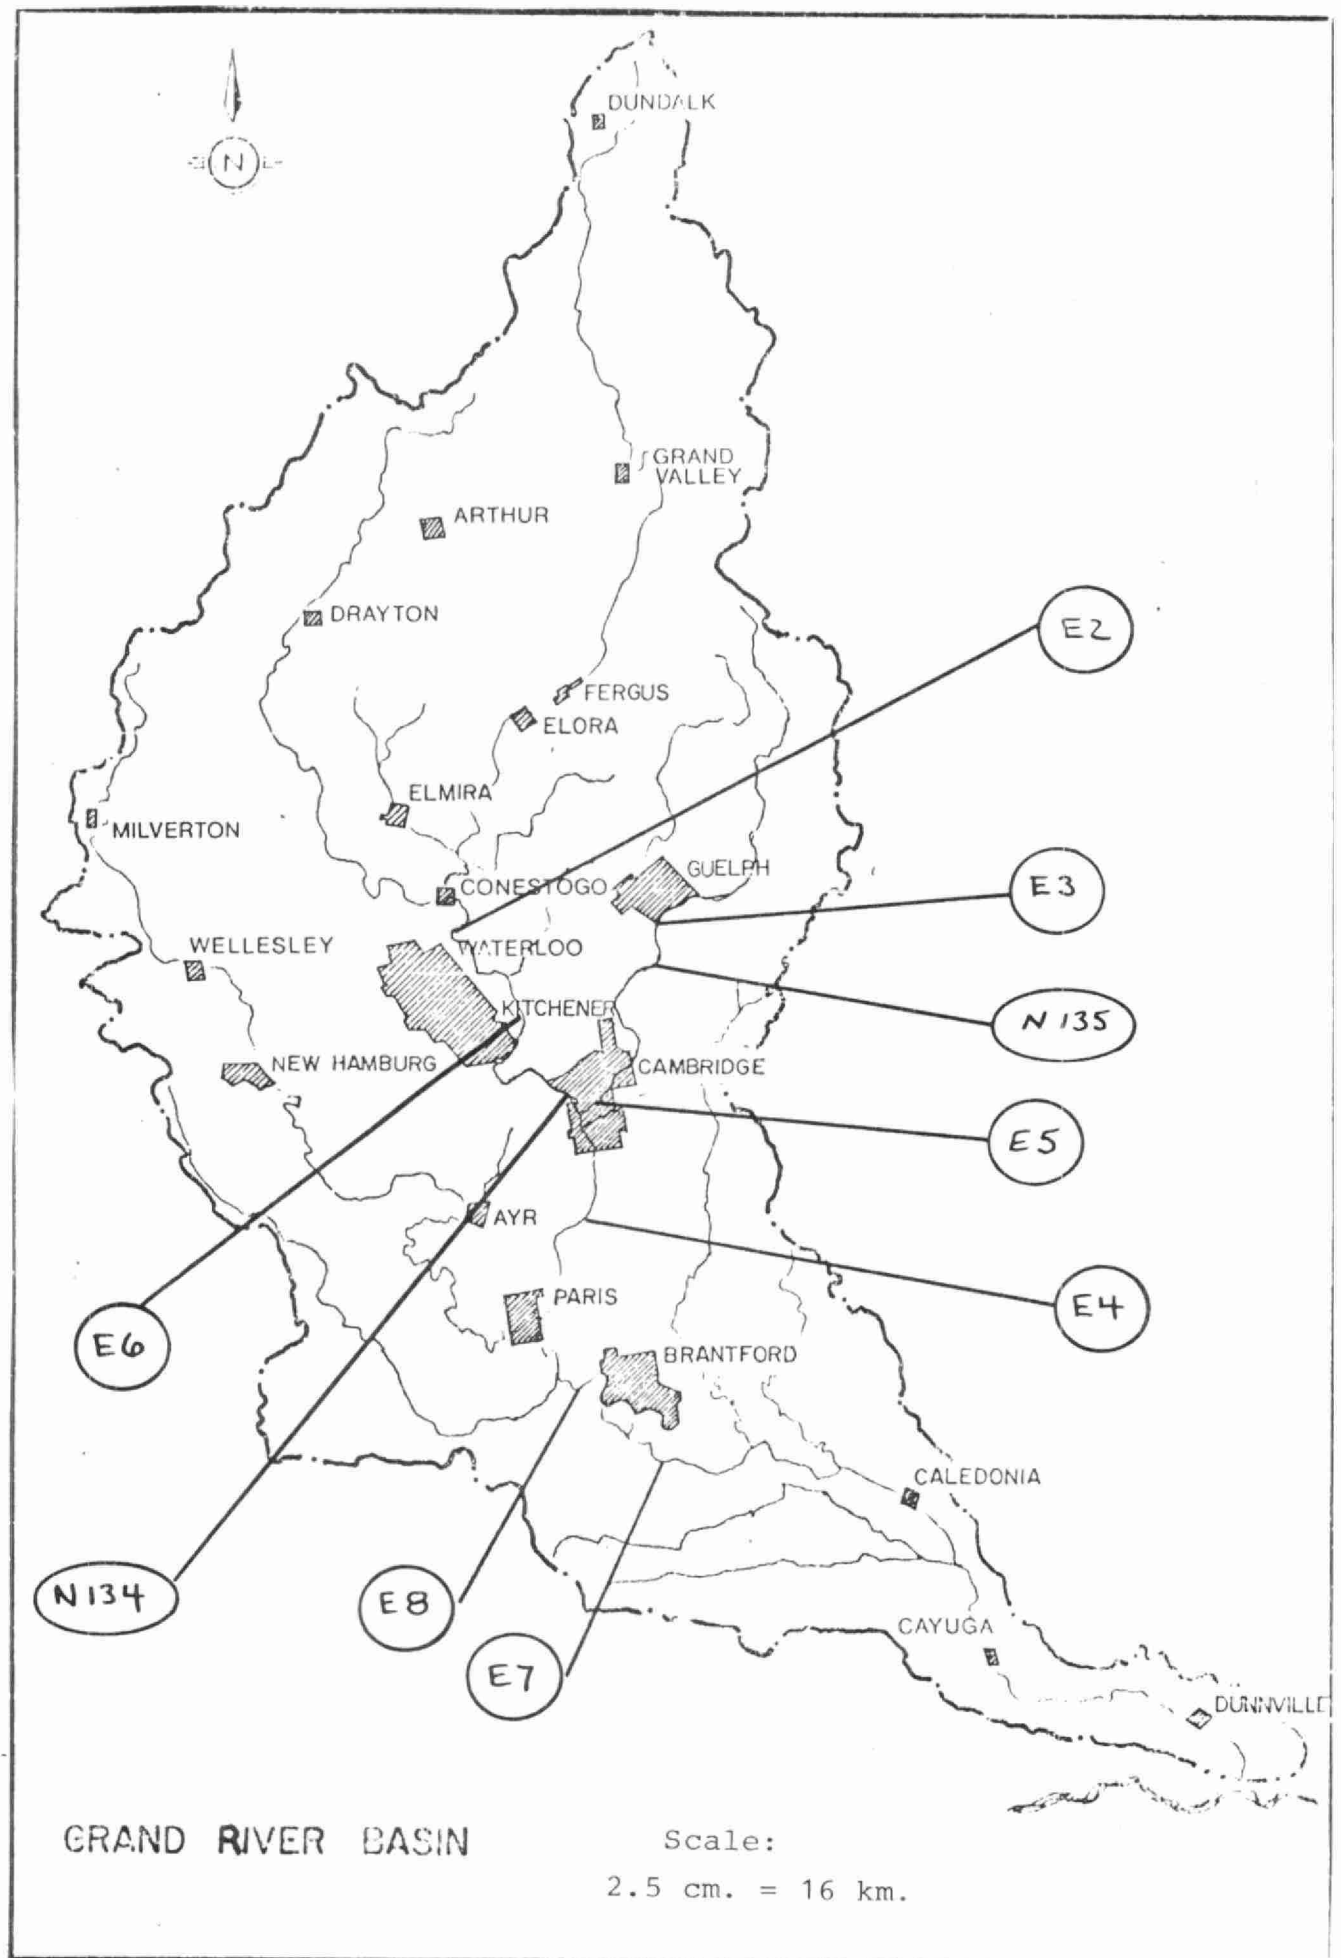 DUNDALK
N
GRAND
VALLEY
ARTHUR
DRAYTON
E2
FERGUS
ELORA
ELMIRA
MILVERTON
GUELPH
CONESTOGO
E3
WELLESLEY
WATERLOO
KITCHENER
N 135
NEW HAMBURG
CAMBRIDGE
E5
AYR
PARIS
E4
E6
BRANTFORD
CALEDONIA
N 134
E8
CAYUGA
E7
DUNNVILLE
GRAND RIVER BASIN
Scale:
2.5 cm. = 16 km.